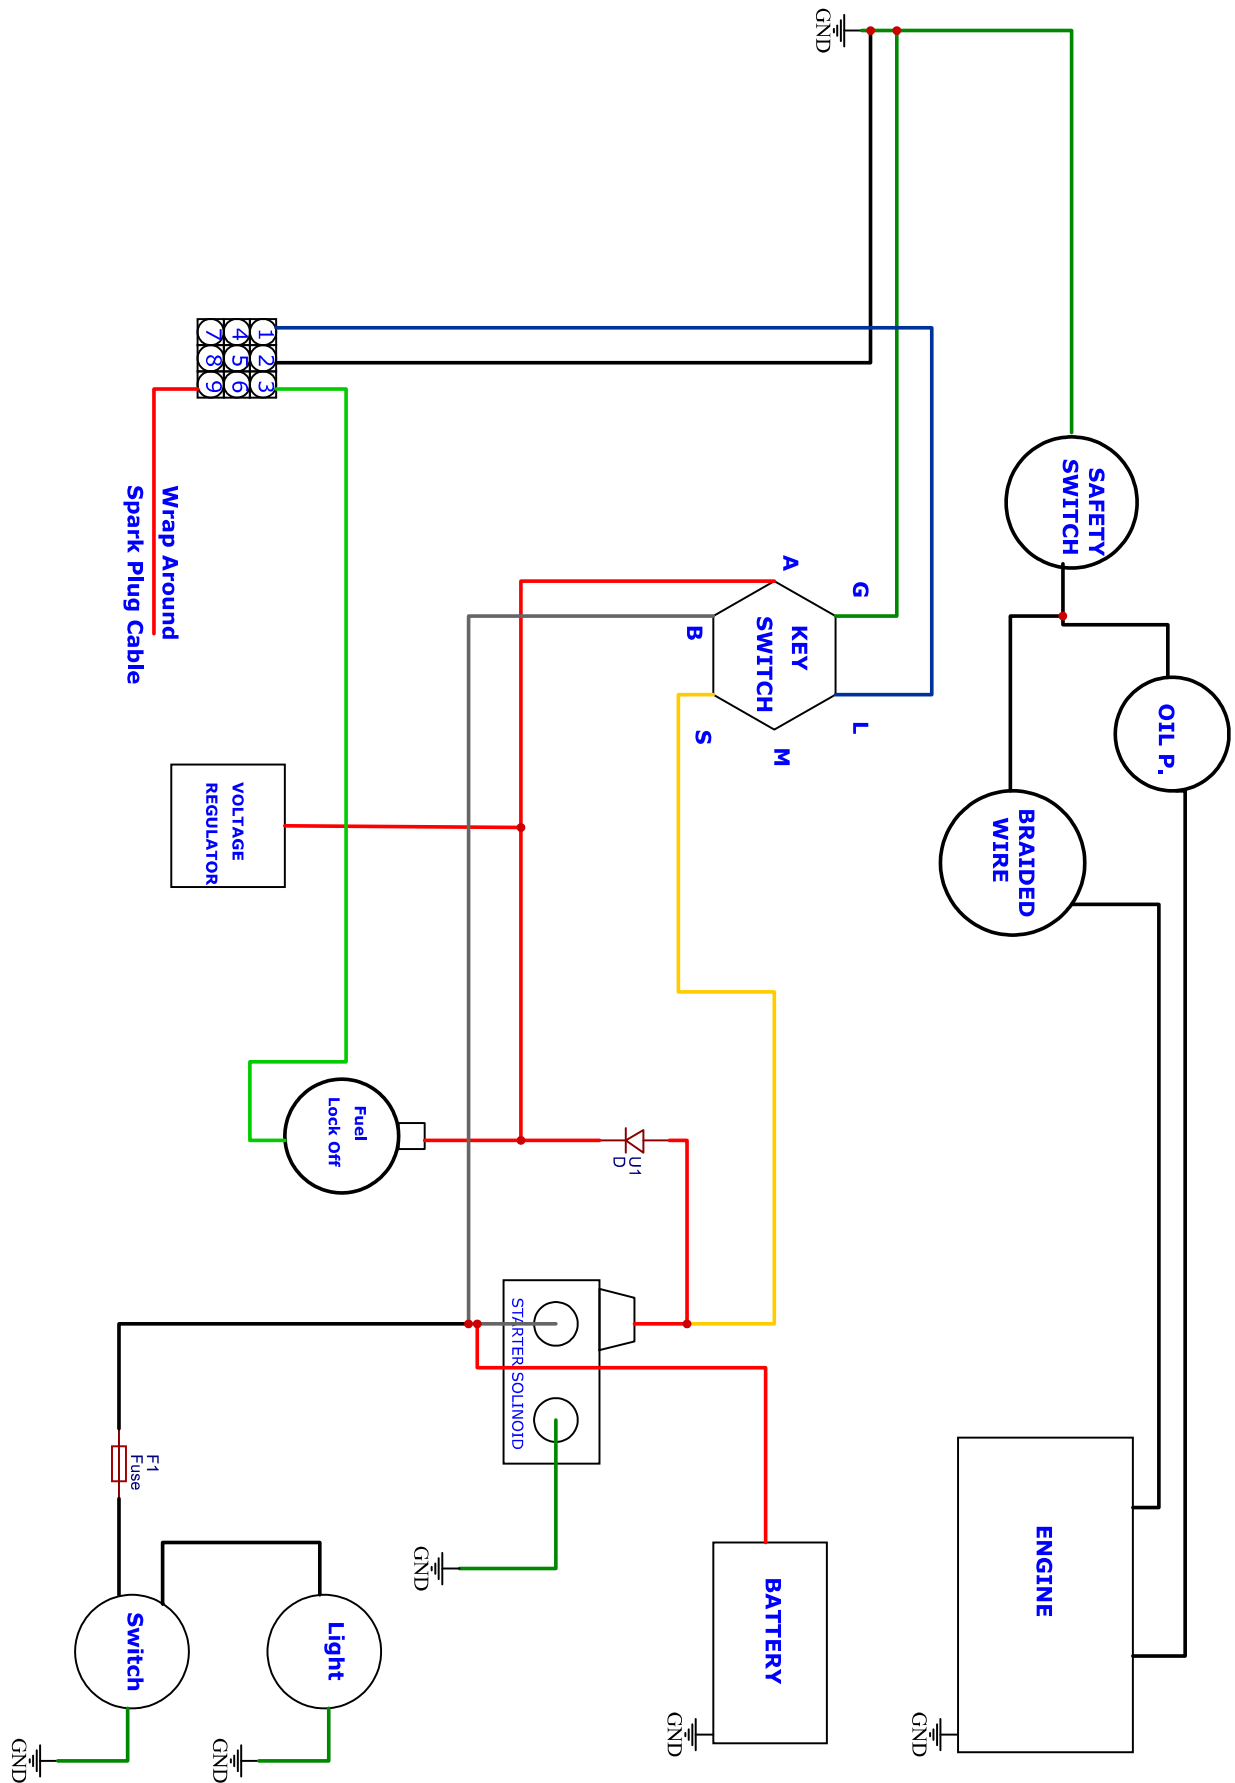 GND
1
4
7
2
5
8
3
6
9
Wrap Around
Spark Plug Cable
SAFETY
SWITCH
A
G
B
KEY
SWITCH
S
L
M
OIL P.
BRAIDED
WIRE
VOLTAGE
REGULATOR
Fuel
Lock Off
U1
D
STARTER SOLINOID
F1
Fuse
GND
Switch
Light
BATTERY
ENGINE
GND
GND
GND
GND